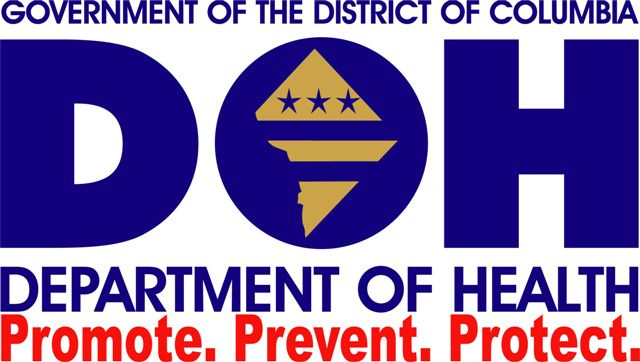 GOVERNMENT OF THE DISTRICT OF COLUMBIA
DOH
DEPARTMENT OF HEALTH
Promote. Prevent. Protect.